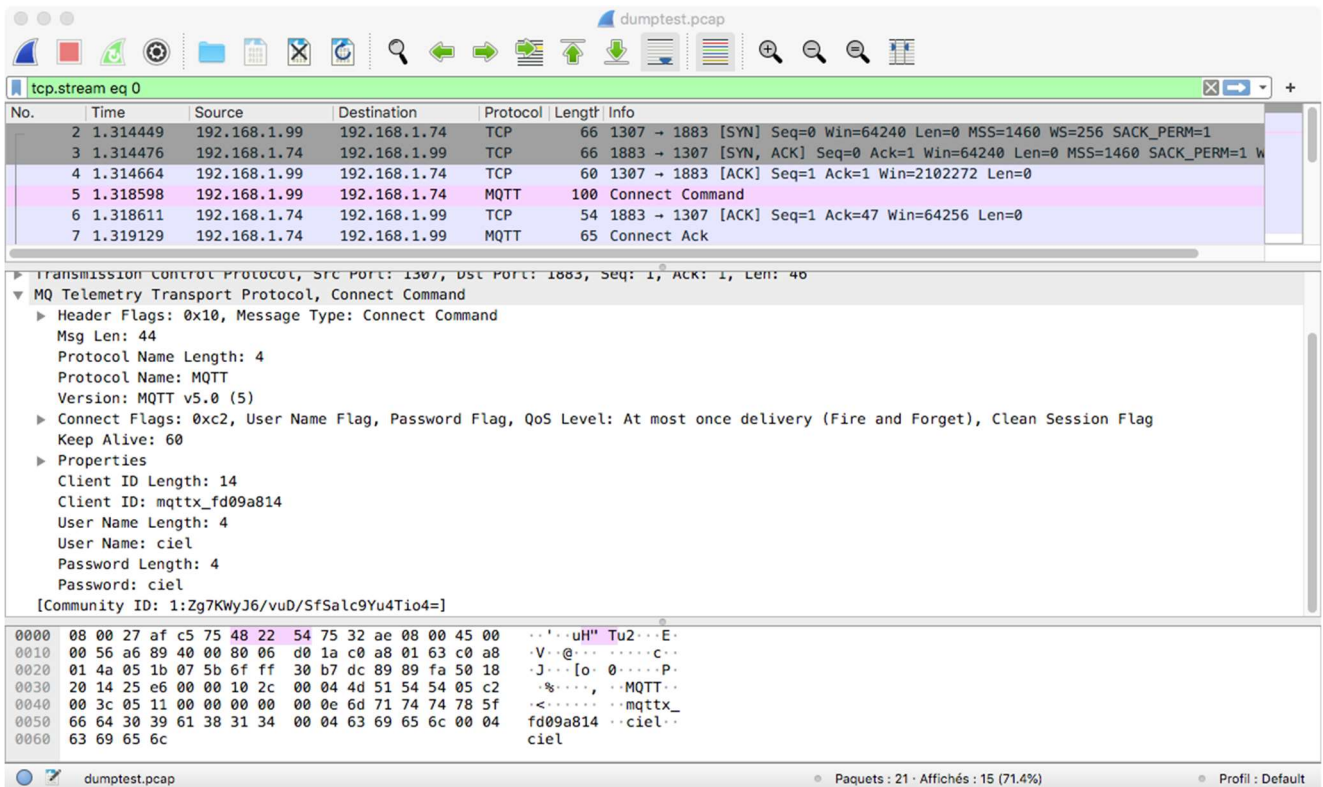 dumptest.pcap
tcp.stream eq 0
No. Time Source Destination Protocol Length Info
2 1.314449 192.168.1.99 192.168.1.74 TCP 66 1307 → 1883 [SYN] Seq=0 Win=64240 Len=0 MSS=1460 WS=256 SACK_PERM=1
3 1.314476 192.168.1.74 192.168.1.99 TCP 66 1883 → 1307 [SYN, ACK] Seq=0 Ack=1 Win=64240 Len=0 MSS=1460 SACK_PERM=1 W
4 1.314664 192.168.1.99 192.168.1.74 TCP 60 1307 → 1883 [ACK] Seq=1 Ack=1 Win=2102272 Len=0
5 1.318598 192.168.1.99 192.168.1.74 MQTT 100 Connect Command
6 1.318611 192.168.1.74 192.168.1.99 TCP 54 1883 → 1307 [ACK] Seq=1 Ack=47 Win=64256 Len=0
7 1.319129 192.168.1.74 192.168.1.99 MQTT 65 Connect Ack
Transmission Control Protocol, Src Port: 1307, Dst Port: 1883, Seq: 1, Ack: 1, Len: 46
MQ Telemetry Transport Protocol, Connect Command
Header Flags: 0x10, Message Type: Connect Command
Msg Len: 44
Protocol Name Length: 4
Protocol Name: MQTT
Version: MQTT v5.0 (5)
Connect Flags: 0xc2, User Name Flag, Password Flag, QoS Level: At most once delivery (Fire and Forget), Clean Session Flag
Keep Alive: 60
Properties
Client ID Length: 14
Client ID: mqttx_fd09a814
User Name Length: 4
User Name: ciel
Password Length: 4
Password: ciel
[Community ID: 1:Zg7KWyJ6/vuD/SfSalc9Yu4Tio4=]
0000 08 00 27 af c5 75 48 22 54 75 32 ae 08 00 45 00 ··'··uH" Tu2···E·
0010 00 56 a6 89 40 00 80 06 d0 1a c0 a8 01 63 c0 a8 ·V··@··· ·····c··
0020 01 4a 05 1b 07 5b 6f ff 30 b7 dc 89 89 fa 50 18 ·J···[o· 0·····P·
0030 20 14 25 e6 00 00 10 2c 00 04 4d 51 54 54 05 c2 ·%····, ··MQTT··
0040 00 3c 05 11 00 00 00 00 00 0e 6d 71 74 74 78 5f ·<······ ··mqttx_
0050 66 64 30 39 61 38 31 34 00 04 63 69 65 6c 00 04 fd09a814 ··ciel··
0060 63 69 65 6c ciel
dumptest.pcap Paquets : 21 · Affichés : 15 (71.4%) Profil : Default